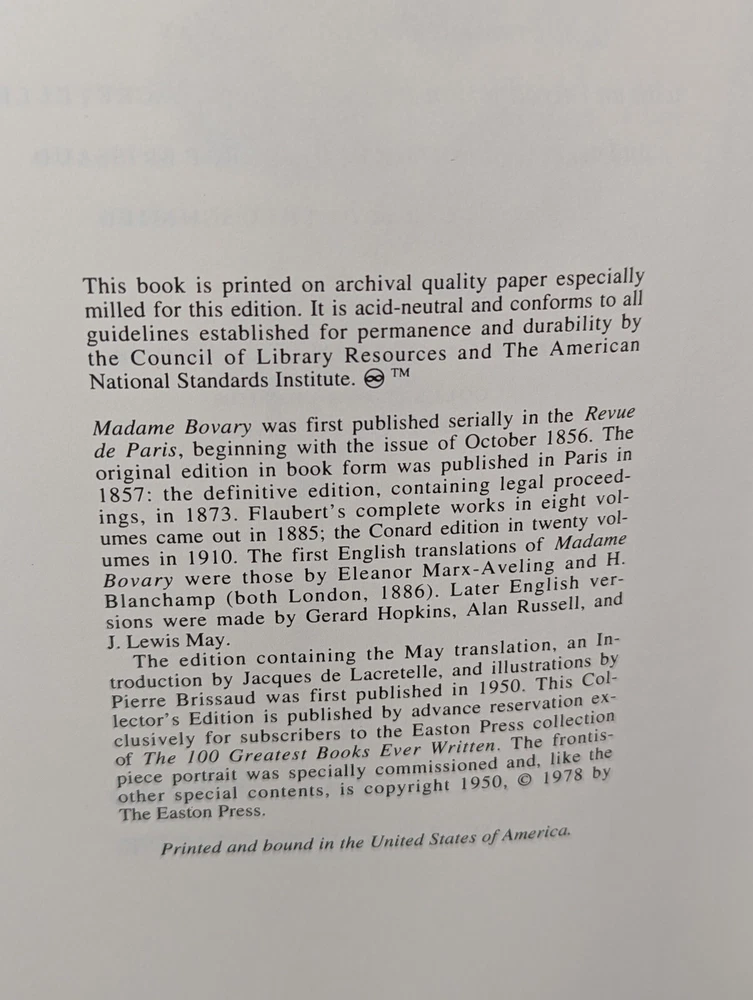 This book is printed on archival quality paper especially
milled for this edition. It is acid-neutral and conforms to all
guidelines established for permanence and durability by
the Council of Library Resources and The American
National Standards Institute. ♾ ™
Madame Bovary was first published serially in the Revue
de Paris, beginning with the issue of October 1856. The
original edition in book form was published in Paris in
1857: the definitive edition, containing legal proceed-
ings, in 1873. Flaubert's complete works in eight vol-
umes came out in 1885; the Conard edition in twenty vol-
umes in 1910. The first English translations of Madame
Bovary were those by Eleanor Marx-Aveling and H.
Blanchamp (both London, 1886). Later English ver-
sions were made by Gerard Hopkins, Alan Russell, and
J. Lewis May.
The edition containing the May translation, an In-
troduction by Jacques de Lacretelle, and illustrations by
Pierre Brissaud was first published in 1950. This Col-
lector's Edition is published by advance reservation ex-
clusively for subscribers to the Easton Press collection
of The 100 Greatest Books Ever Written. The frontis-
piece portrait was specially commissioned and, like the
other special contents, is copyright 1950, © 1978 by
The Easton Press.
Printed and bound in the United States of America.